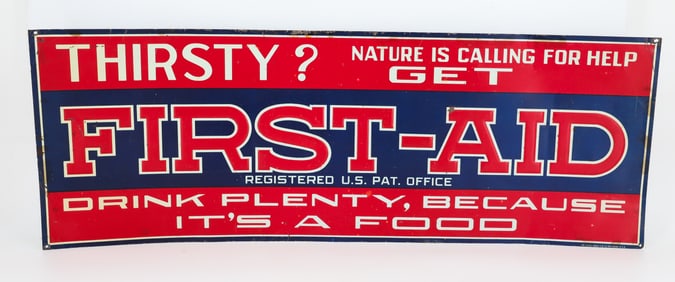 THIRSTY?
NATURE IS CALLING FOR HELP
GET
FIRST-AID
REGISTERED U.S. PAT. OFFICE
DRINK PLENTY, BECAUSE
IT'S A FOOD